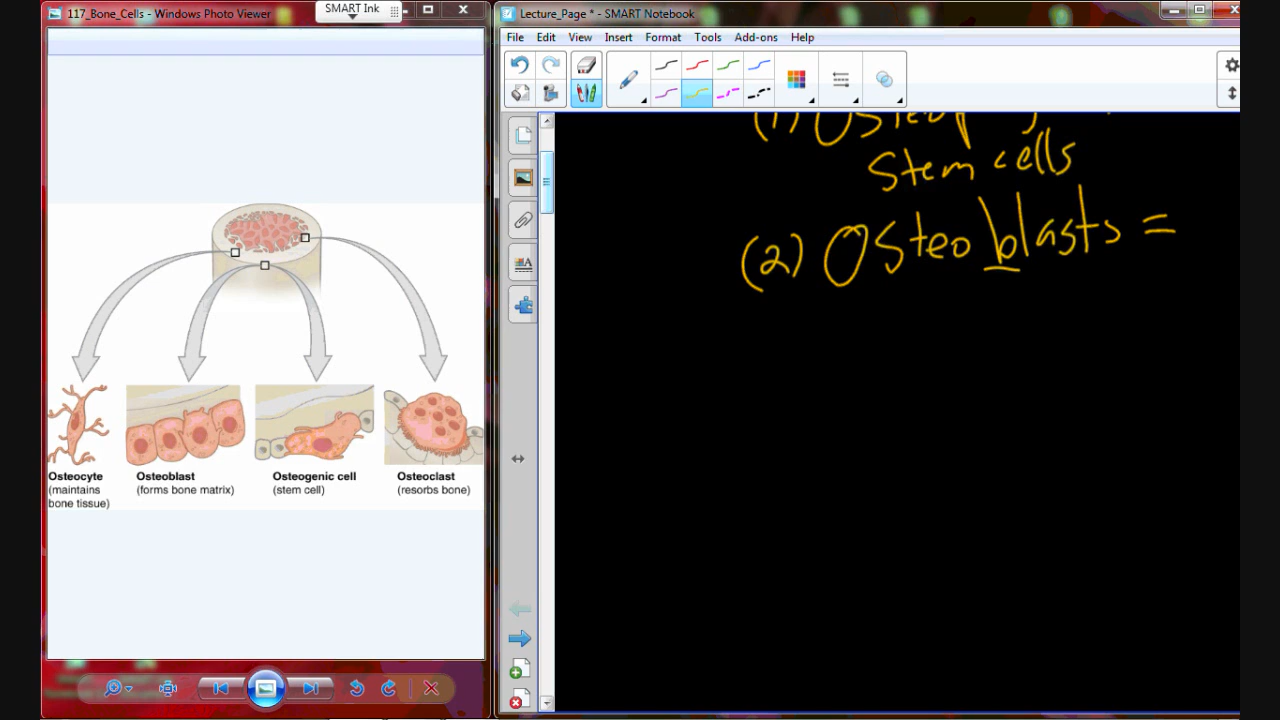 117_Bone_Cells - Windows Photo Viewer
SMART Ink
Osteocyte
(maintains
bone tissue)
Osteoblast
(forms bone matrix)
Osteogenic cell
(stem cell)
Osteoclast
(resorbs bone)
Lecture_Page * - SMART Notebook
File Edit View Insert Format Tools Add-ons Help
(1)
Stem cells
(2) Osteoblasts =